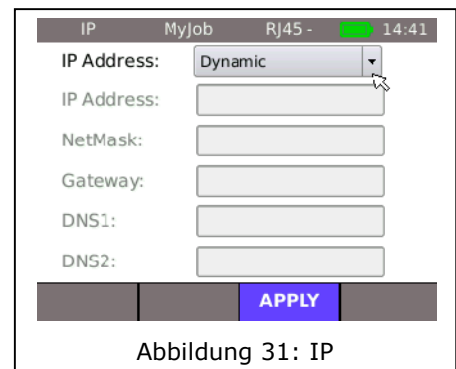 IP MyJob RJ45 - 14:41
IP Address: Dynamic
IP Address:
NetMask:
Gateway:
DNS1:
DNS2:
APPLY
Abbildung 31: IP